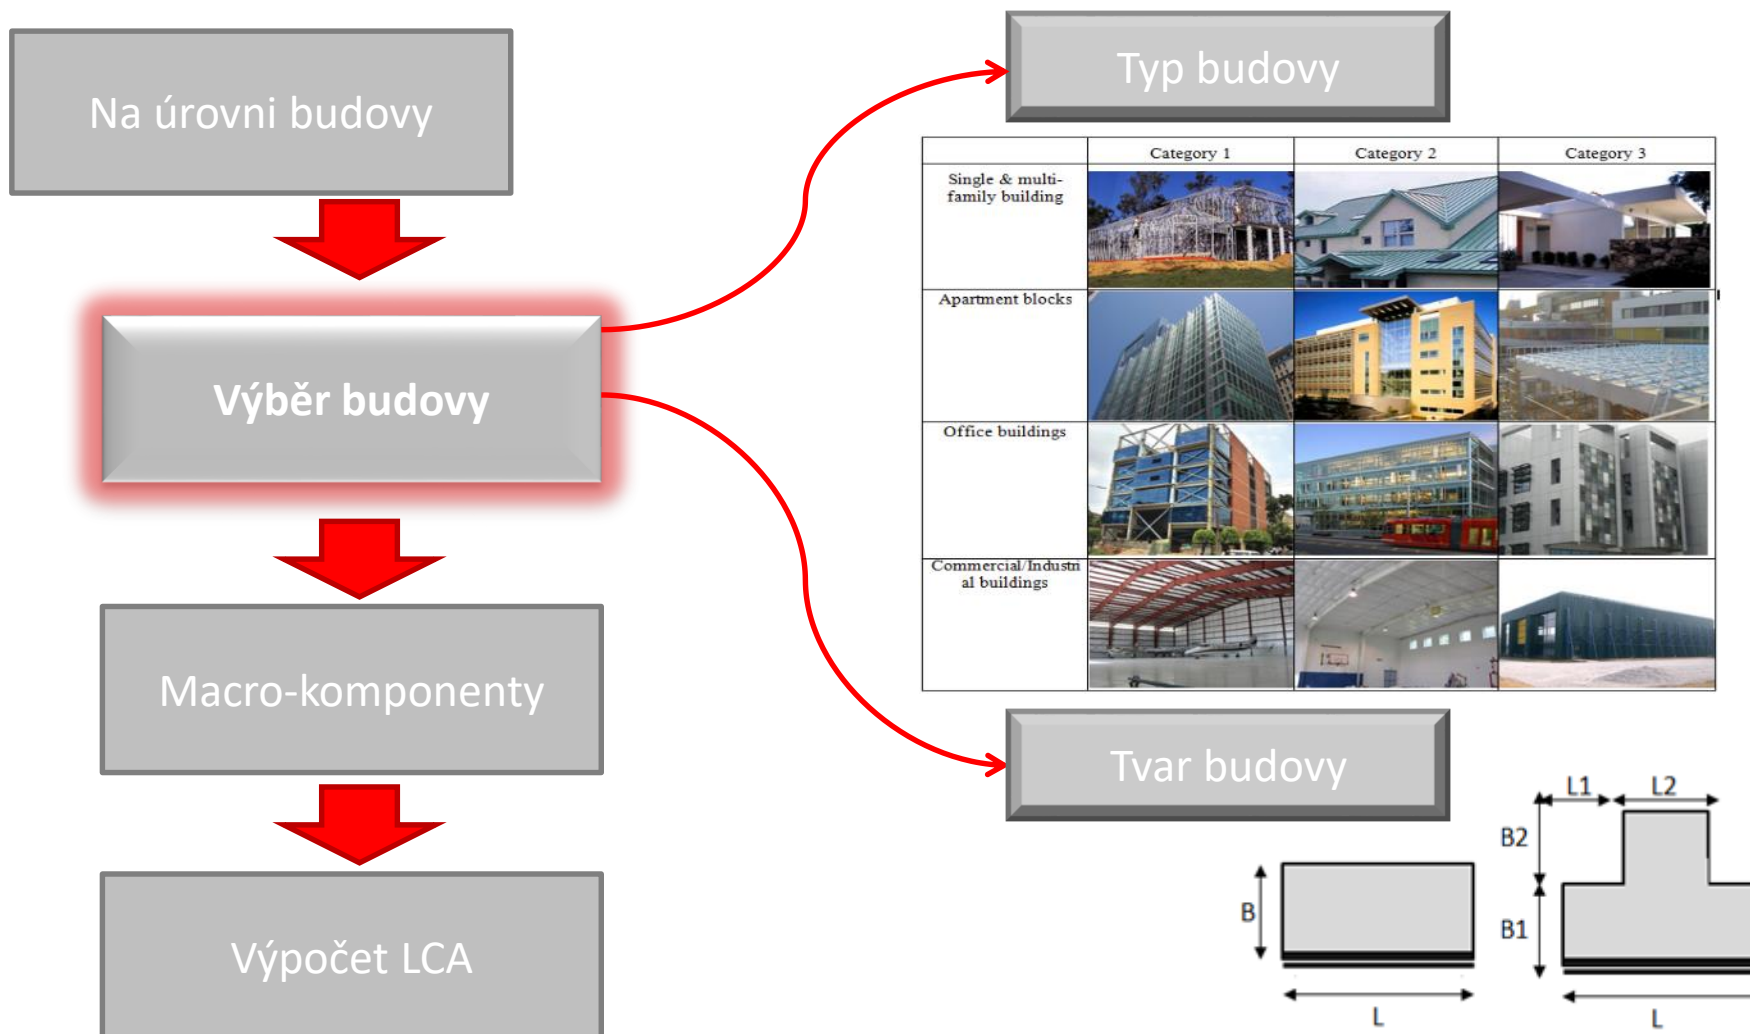 Na úrovni budovy
Výběr budovy
Macro-komponenty
Výpočet LCA
Typ budovy
Category 1
Category 2
Category 3
Single & multi-
family building
Apartment blocks
Office buildings
Commercial/Industri
al buildings
Tvar budovy
B
L
L1
L2
B2
B1
L